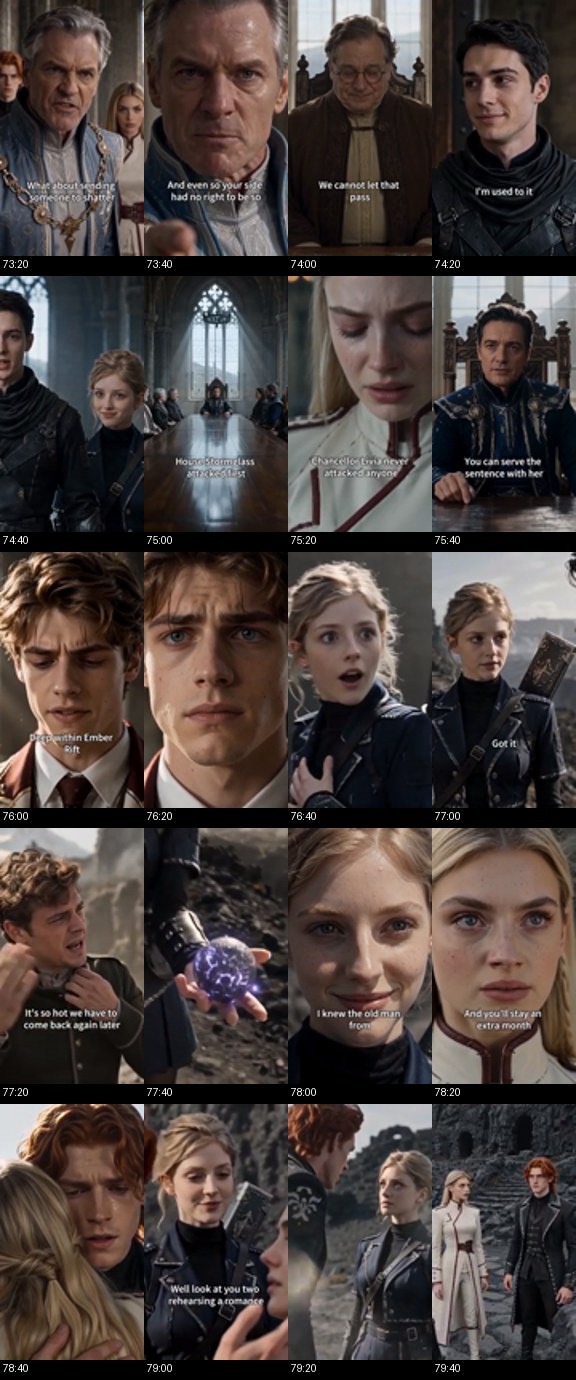 What about sending
someone to shatter
And even so your side
had no right to be so
We cannot let that
pass
I'm used to it
73:20
73:40
74:00
74:20
House Stormglass
attacked first
Chancellor Livia never
attacked anyone
You can serve the
sentence with her
74:40
75:00
75:20
75:40
Deep within Ember
Rift
Got it
76:00
76:20
76:40
77:00
It's so hot we have to
come back again later
I knew the old man
from
And you'll stay an
extra month
77:20
77:40
78:00
78:20
Well look at you two
rehearsing a romance
78:40
79:00
79:20
79:40